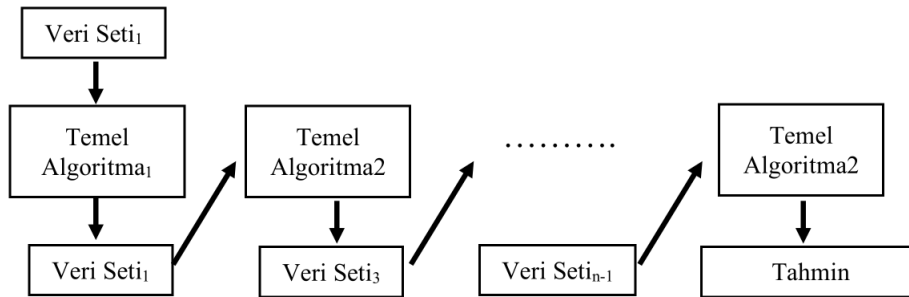 Veri Seti₁
Temel
Algoritma₁
Temel
Algoritma2
..........
Temel
Algoritma2
Veri Seti₁
Veri Seti₃
Veri Setiₙ₋₁
Tahmin